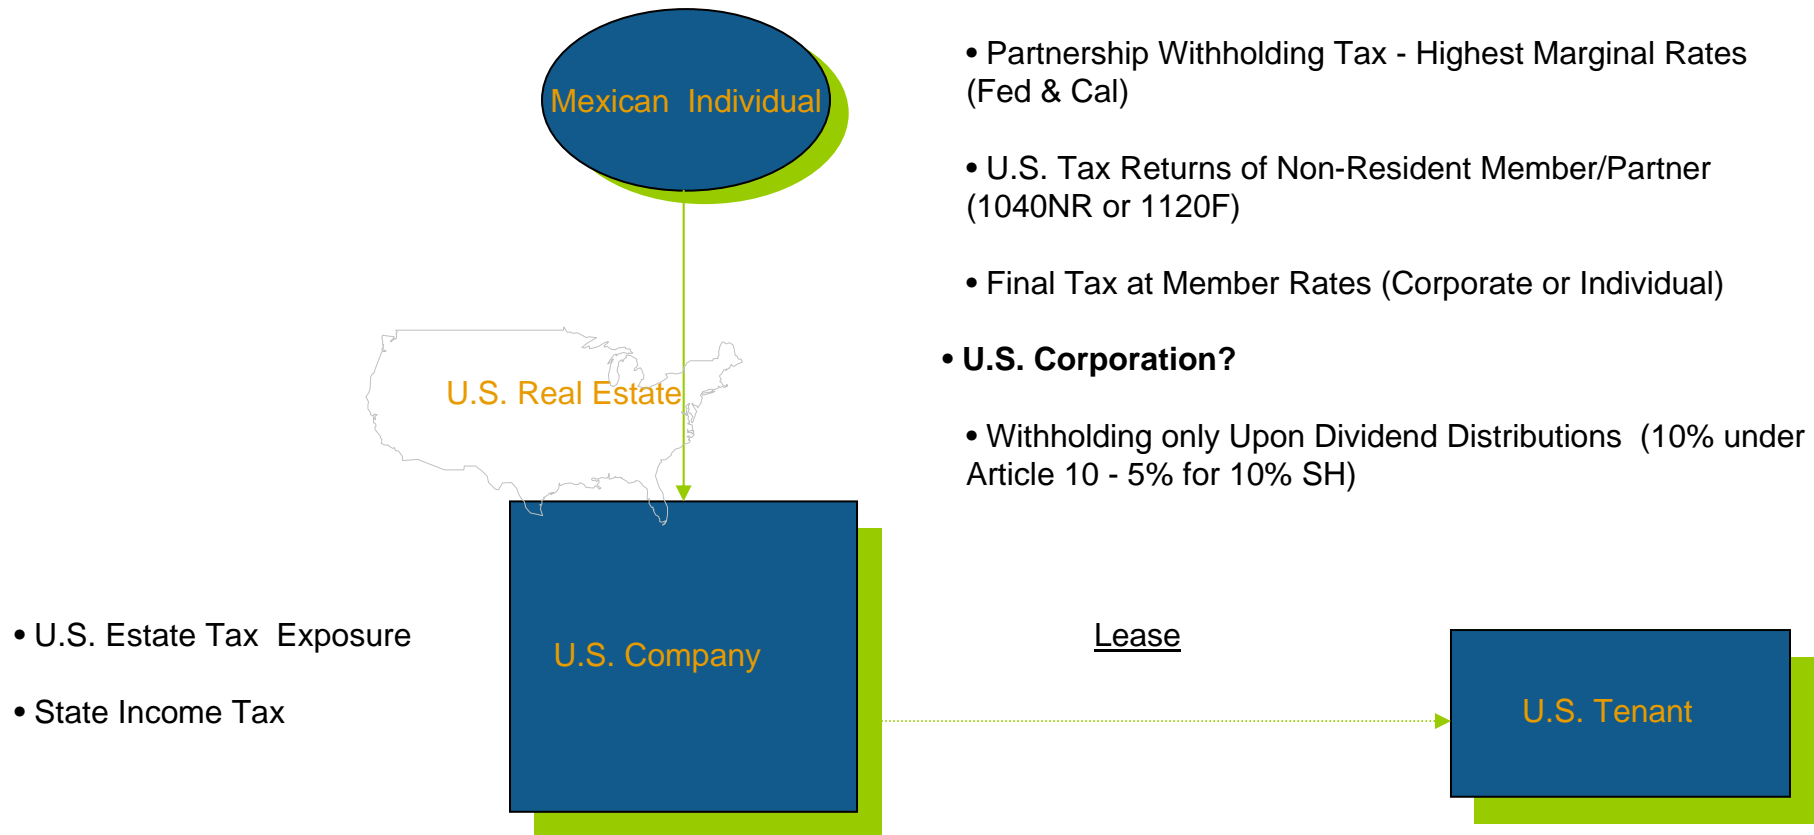 Mexican  Individual
• Partnership Withholding Tax - Highest Marginal Rates
(Fed & Cal)
• U.S. Tax Returns of Non-Resident Member/Partner
(1040NR or 1120F)
• Final Tax at Member Rates (Corporate or Individual)
• U.S. Corporation?
• Withholding only Upon Dividend Distributions  (10% under
Article 10 - 5% for 10% SH)
U.S. Real Estate
• U.S. Estate Tax  Exposure
• State Income Tax
U.S. Company
Lease
U.S. Tenant